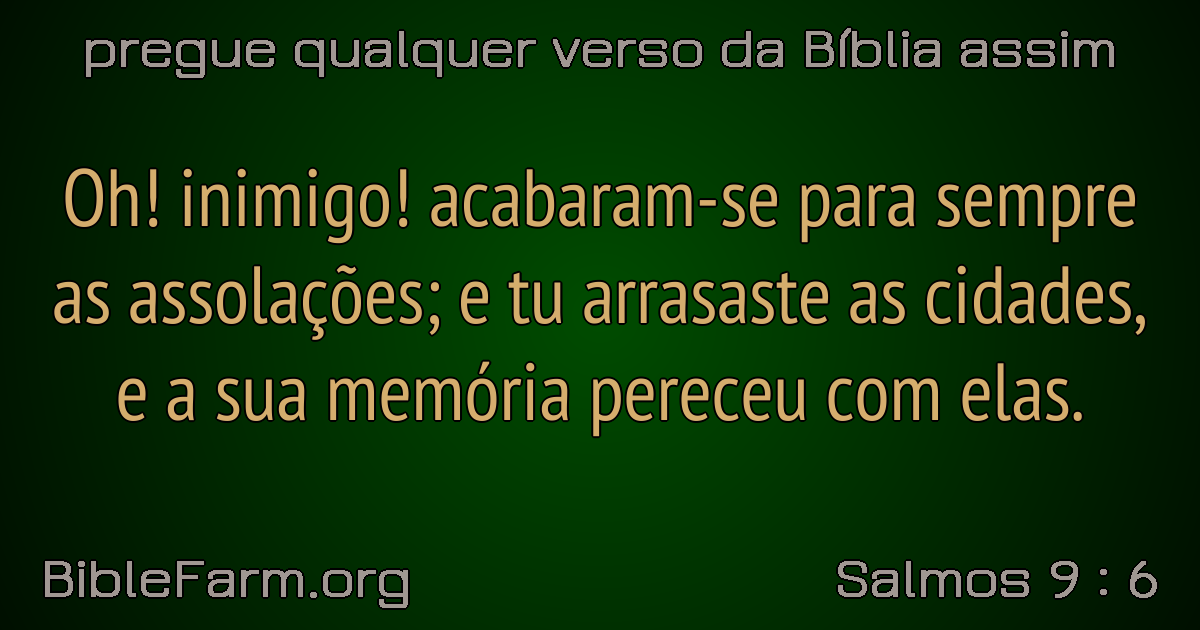 pregue qualquer verso da Bíblia assim
Oh! inimigo! acabaram-se para sempre
as assolações; e tu arrasaste as cidades,
e a sua memória pereceu com elas.
BibleFarm.org
Salmos 9 : 6